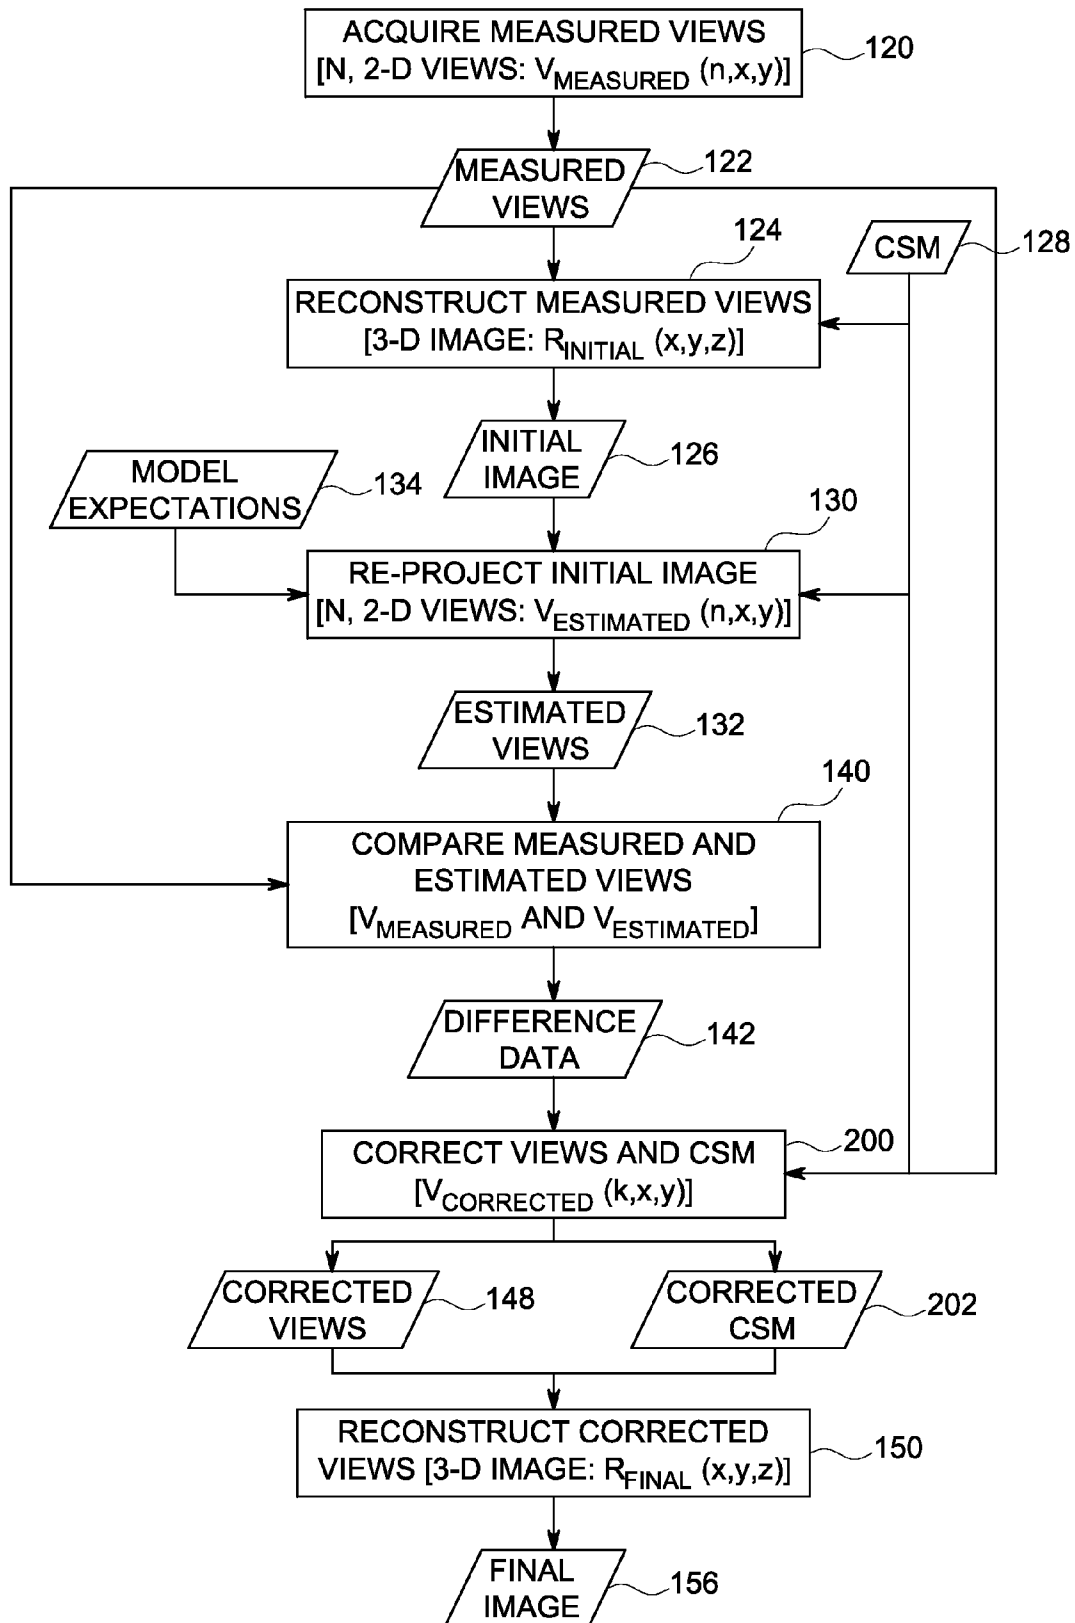 ACQUIRE MEASURED VIEWS
[N, 2-D VIEWS: VMEASURED (n,x,y)]
120
MEASURED
VIEWS
122
124
CSM
128
RECONSTRUCT MEASURED VIEWS
[3-D IMAGE: RINITIAL (x,y,z)]
INITIAL
IMAGE
126
MODEL
EXPECTATIONS
134
130
RE-PROJECT INITIAL IMAGE
[N, 2-D VIEWS: VESTIMATED (n,x,y)]
ESTIMATED
VIEWS
132
140
COMPARE MEASURED AND
ESTIMATED VIEWS
[VMEASURED AND VESTIMATED]
DIFFERENCE
DATA
142
CORRECT VIEWS AND CSM
[VCORRECTED (k,x,y)]
200
CORRECTED
VIEWS
148
CORRECTED
CSM
202
RECONSTRUCT CORRECTED
VIEWS [3-D IMAGE: RFINAL (x,y,z)]
150
FINAL
IMAGE
156